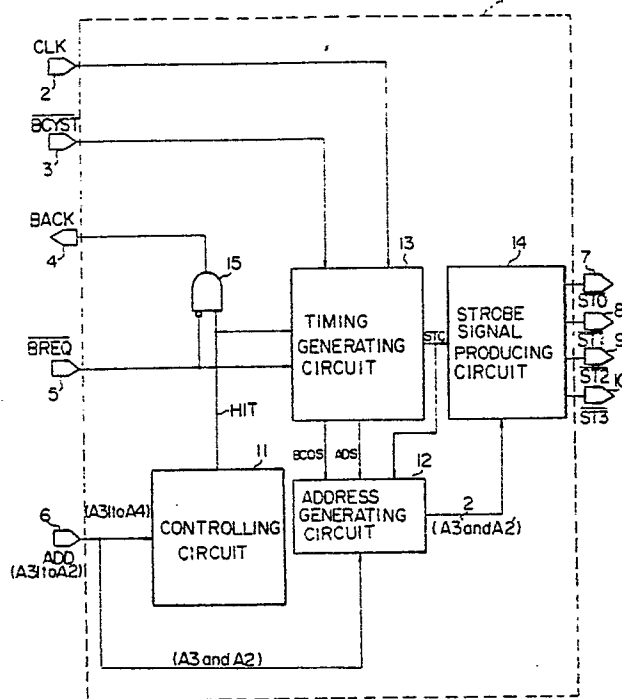 CLK
2
BCYST
3
BACK
4
15
13
14
7
ST0
8
ST1
9
ST2
10
ST3
TIMING
GENERATING
CIRCUIT
STC
STROBE
SIGNAL
PRODUCING
CIRCUIT
BREQ
5
HIT
BCOS
ADS
11
12
6
(A31toA4)
CONTROLLING
CIRCUIT
ADDRESS
GENERATING
CIRCUIT
2
(A3andA2')
ADD
(A31toA2)
(A3 and A2)